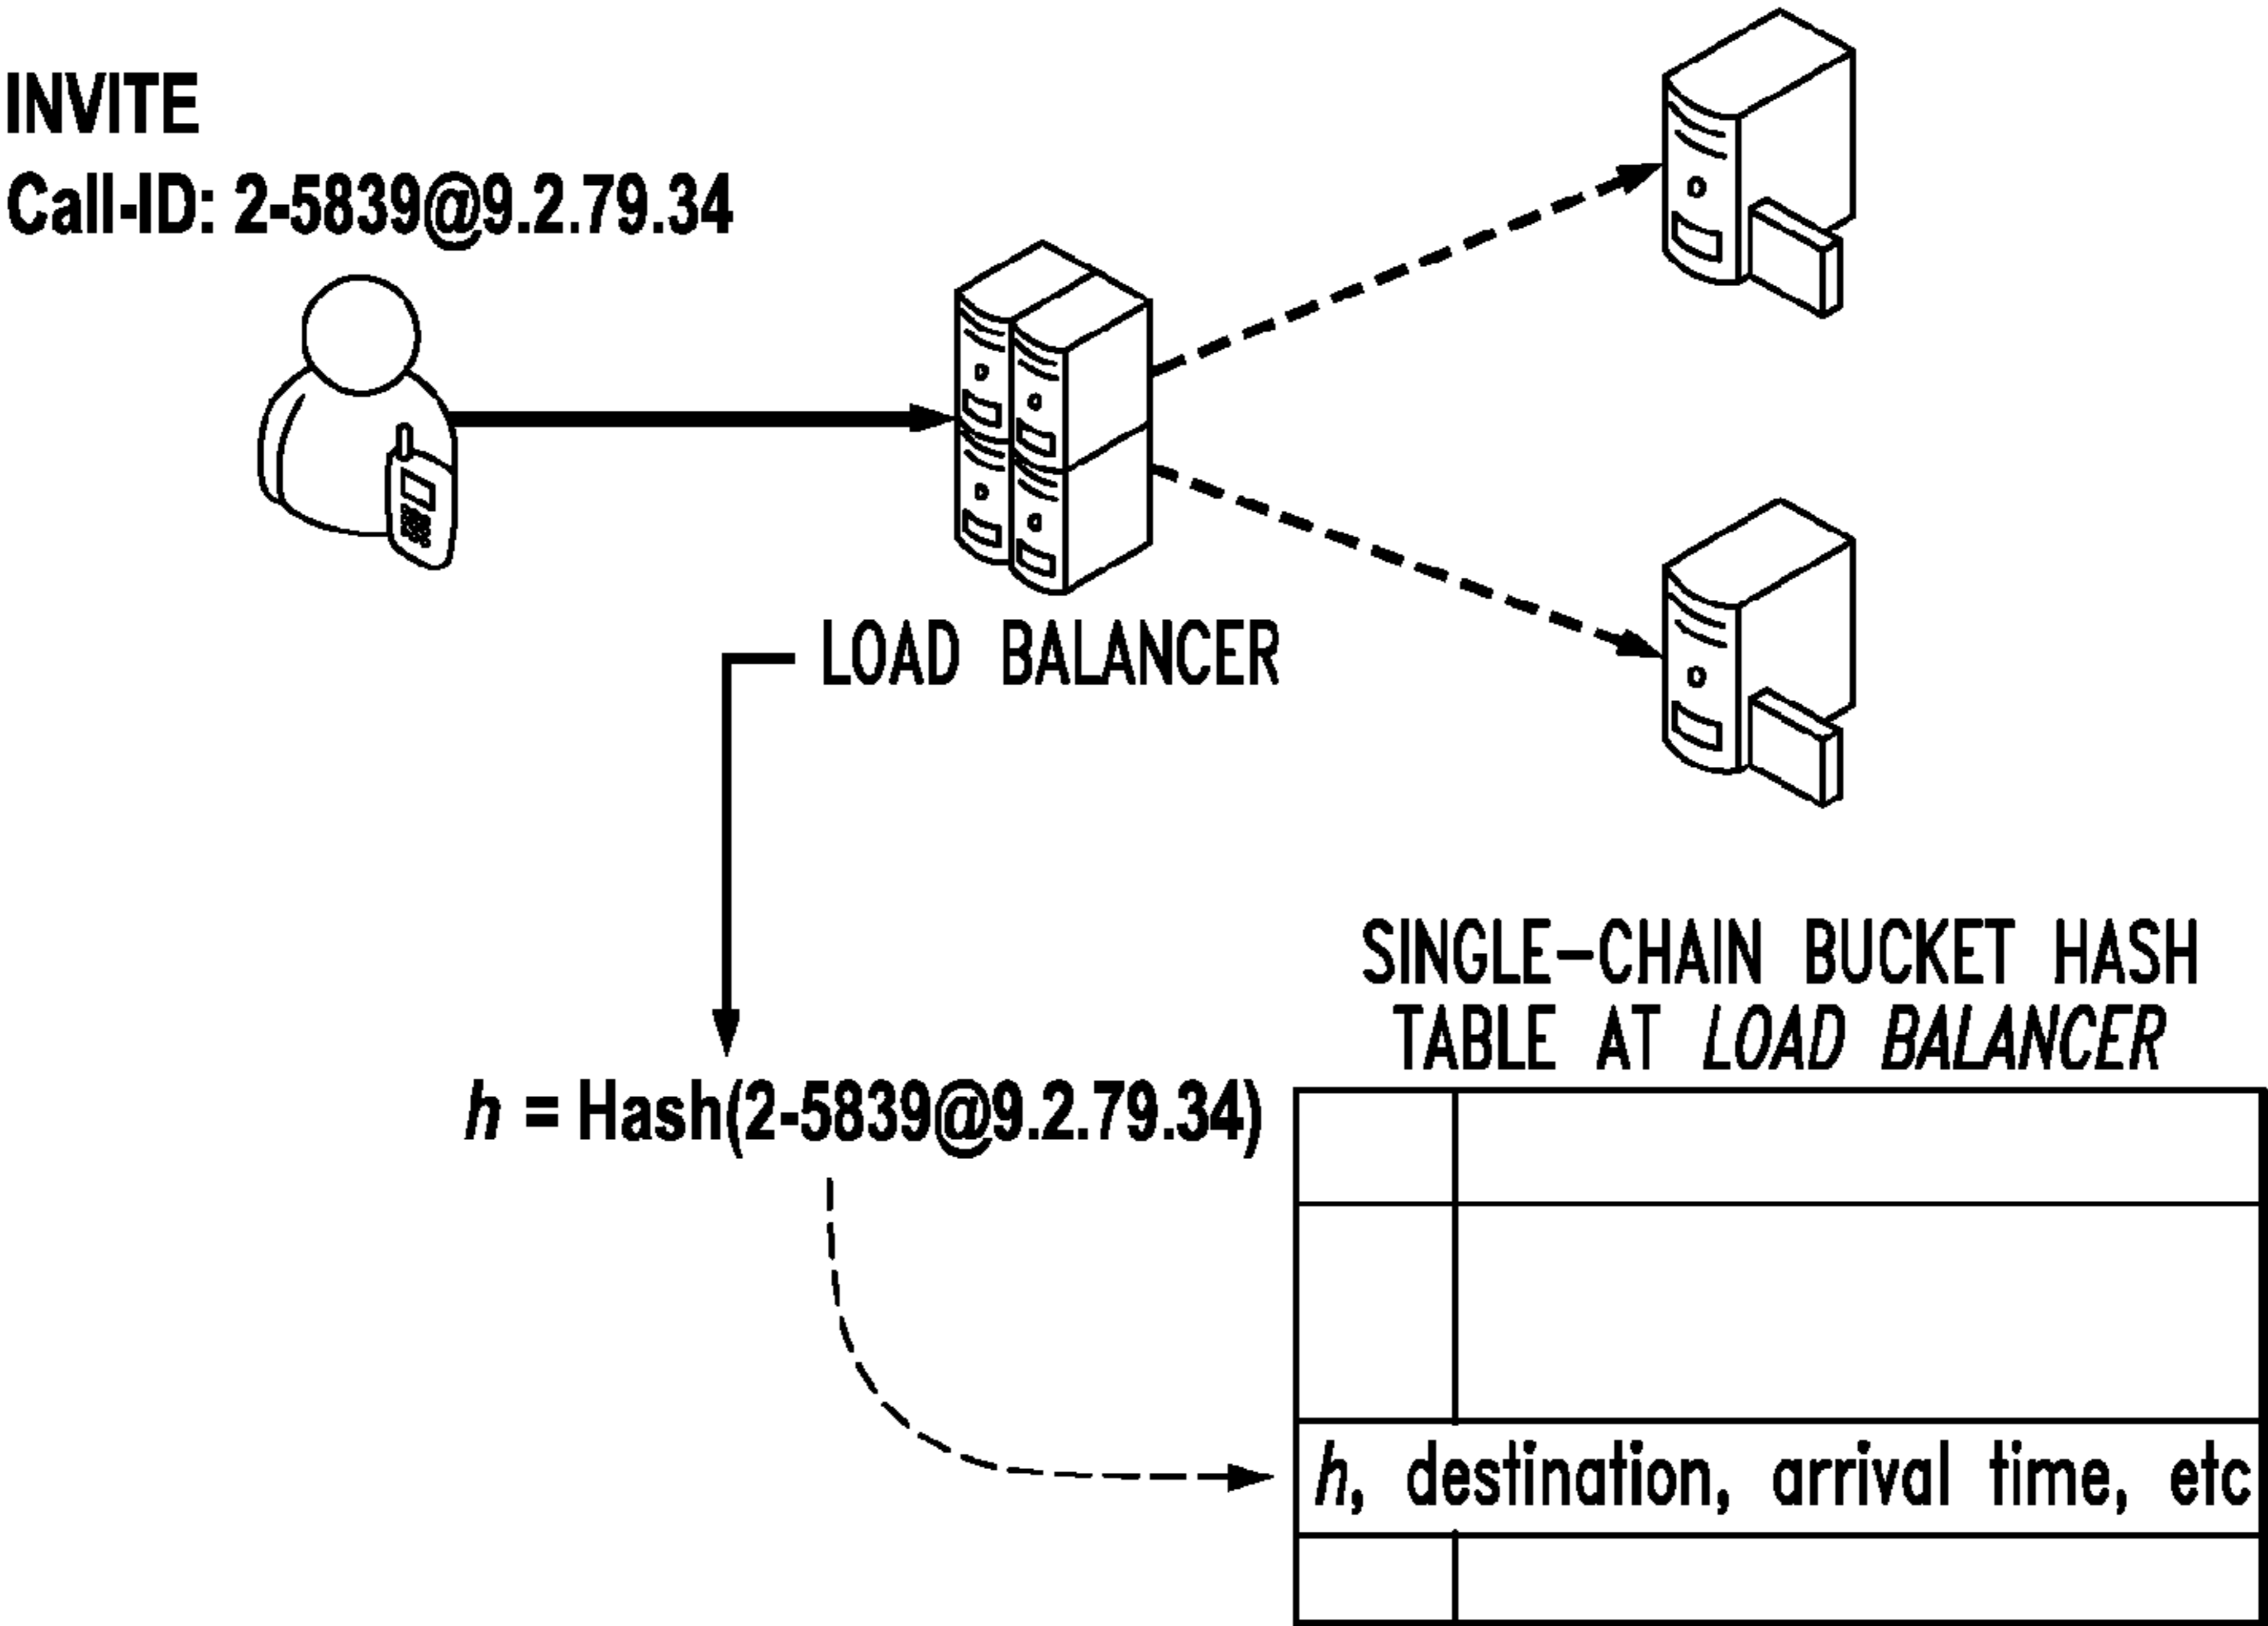 INVITE
Call-ID: 2-5839@9.2.79.34
LOAD BALANCER
SINGLE-CHAIN BUCKET HASH
TABLE AT LOAD BALANCER
h = Hash(2-5839@9.2.79.34)
h, destination, arrival time, etc